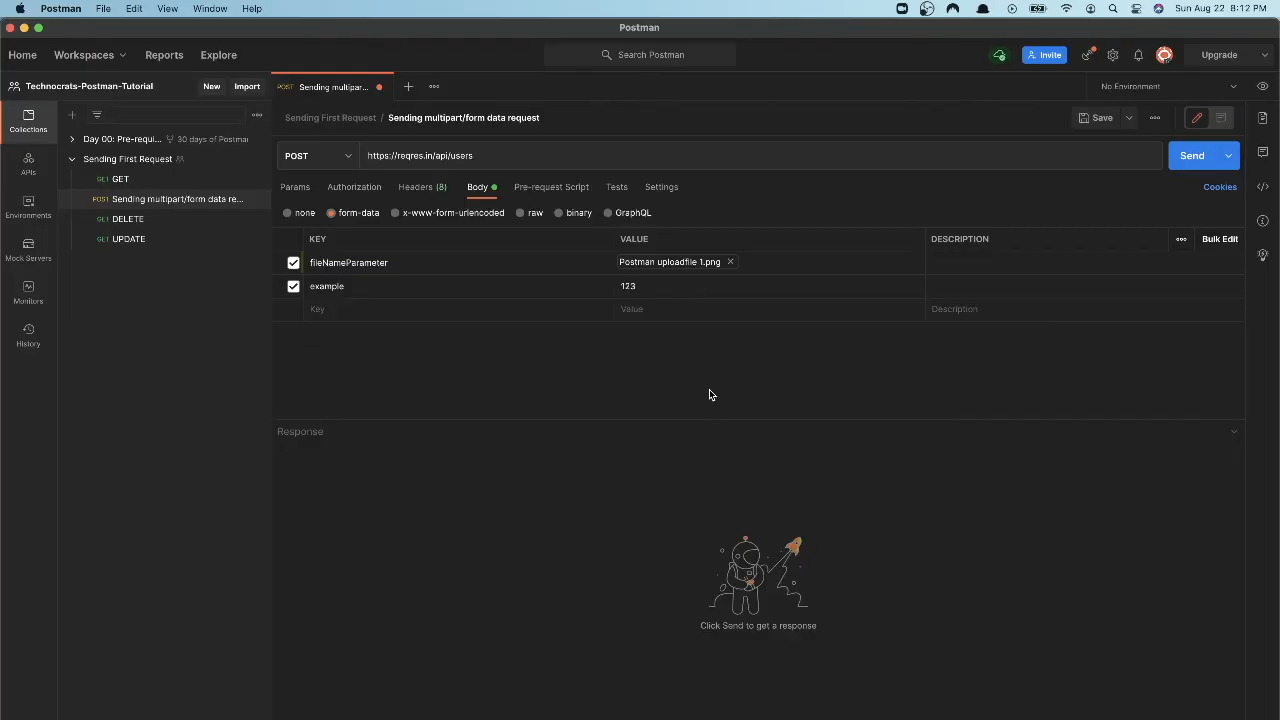 Postman File Edit View Window Help Sun Aug 22 8:12 PM
Postman
Home Workspaces Reports Explore Search Postman Invite Upgrade
Technocrats-Postman-Tutorial New Import POST Sending multipar... No Environment
Collections
APIs
Environments
Mock Servers
Monitors
History
Day 00: Pre-requi... 30 days of Postman
Sending First Request
GET GET
POST Sending multipart/form data re...
GET DELETE
GET UPDATE
Sending First Request / Sending multipart/form data request Save
POST https://reqres.in/api/users Send
Params Authorization Headers (8) Body Pre-request Script Tests Settings Cookies
none form-data x-www-form-urlencoded raw binary GraphQL
KEY VALUE DESCRIPTION Bulk Edit
fileNameParameter Postman uploadfile 1.png
example 123
Key Value Description
Response
Click Send to get a response